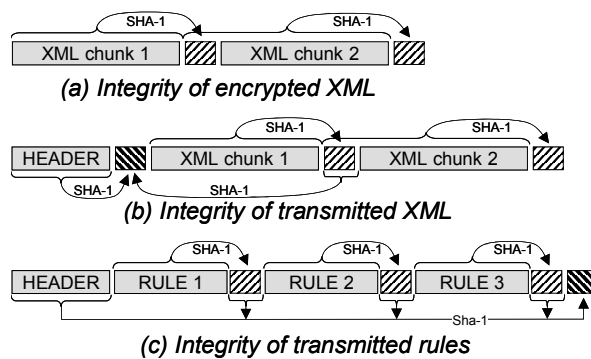 SHA-1 SHA-1
XML chunk 1 XML chunk 2
(a) Integrity of encrypted XML
SHA-1 SHA-1
HEADER XML chunk 1 XML chunk 2
SHA-1 SHA-1
(b) Integrity of transmitted XML
SHA-1 SHA-1 SHA-1
HEADER RULE 1 RULE 2 RULE 3
Sha-1
(c) Integrity of transmitted rules